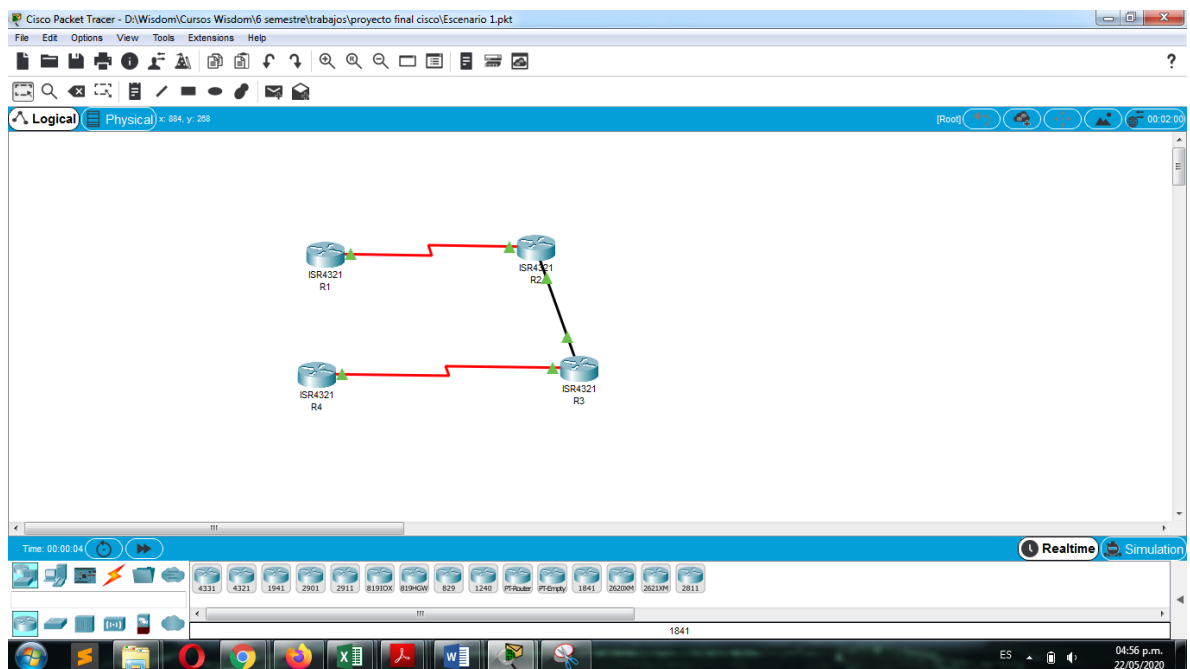 Cisco Packet Tracer - D:\Wisdom\Cursos Wisdom\6 semestre\trabajos\proyecto final cisco\Escenario 1.pkt
File Edit Options View Tools Extensions Help
?
Logical Physical x: 884, y: 268 [Root] 00:02:00
ISR4321
R1
ISR4321
R2
ISR4321
R4
ISR4321
R3
Time: 00:00:04 Realtime Simulation
4331 4321 1941 2901 2911 819IOX 819HGW 829 1240 PT-Router PT-Empty 1841 2620XM 2621XM 2811
1841
ES 04:56 p.m.
22/05/2020